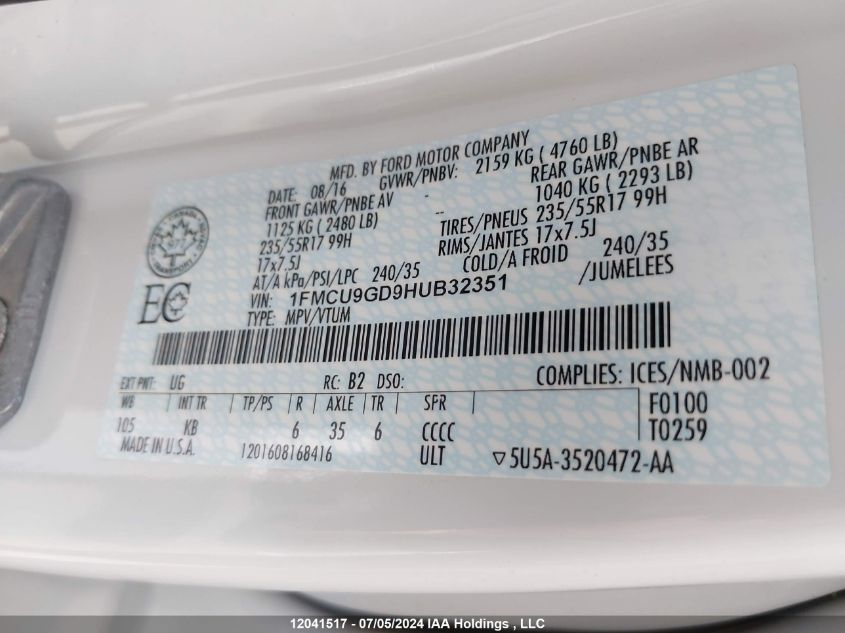 MFD. BY FORD MOTOR COMPANY
DATE: 08/16 GVWR/PNBV: 2159 KG ( 4760 LB)
FRONT GAWR/PNBE AV REAR GAWR/PNBE AR
1125 KG ( 2480 LB) -- 1040 KG ( 2293 LB)
235/55R17 99H TIRES/PNEUS 235/55R17 99H
17x7.5J RIMS/JANTES 17x7.5J
AT/A kPa/PSI/LPC 240/35 COLD/A FROID 240/35
VIN: 1FMCU9GD9HUB32351 /JUMELEES
TYPE: MPV/VTUM
CANADA
TRANSPORT
EC
EXT PNT: UG RC: B2 DSO: COMPLIES: ICES/NMB-002
WB INT TR TP/PS R AXLE TR SPR F0100
105 KB 6 35 6 CCCC T0259
MADE IN U.S.A. 1201608168416 ULT ▽5U5A-3520472-AA
12041517 - 07/05/2024 IAA Holdings , LLC